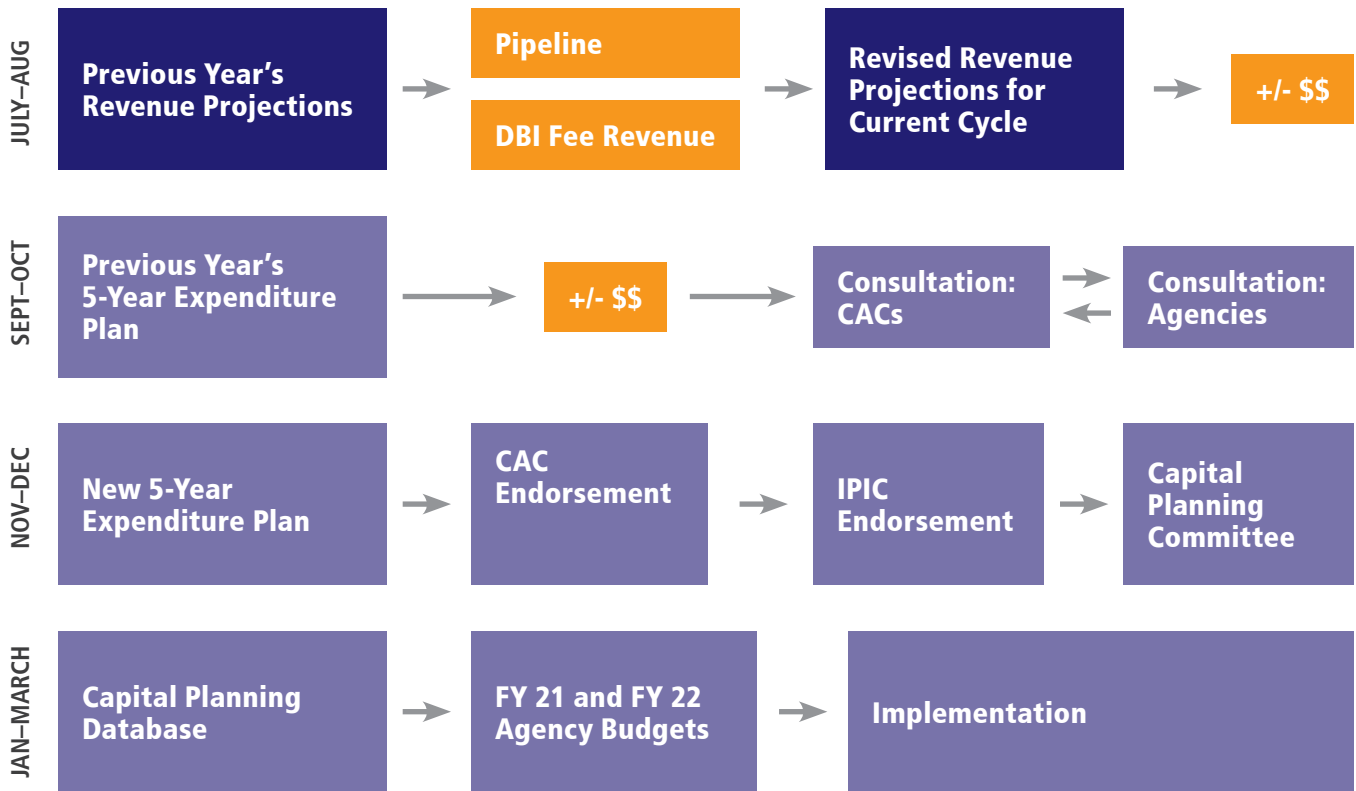 JULY–AUG
Previous Year's
Revenue Projections
Pipeline
DBI Fee Revenue
Revised Revenue
Projections for
Current Cycle
+/- $$
SEPT–OCT
Previous Year's
5-Year Expenditure
Plan
+/- $$
Consultation:
CACs
Consultation:
Agencies
NOV–DEC
New 5-Year
Expenditure Plan
CAC
Endorsement
IPIC
Endorsement
Capital
Planning
Committee
JAN–MARCH
Capital Planning
Database
FY 21 and FY 22
Agency Budgets
Implementation